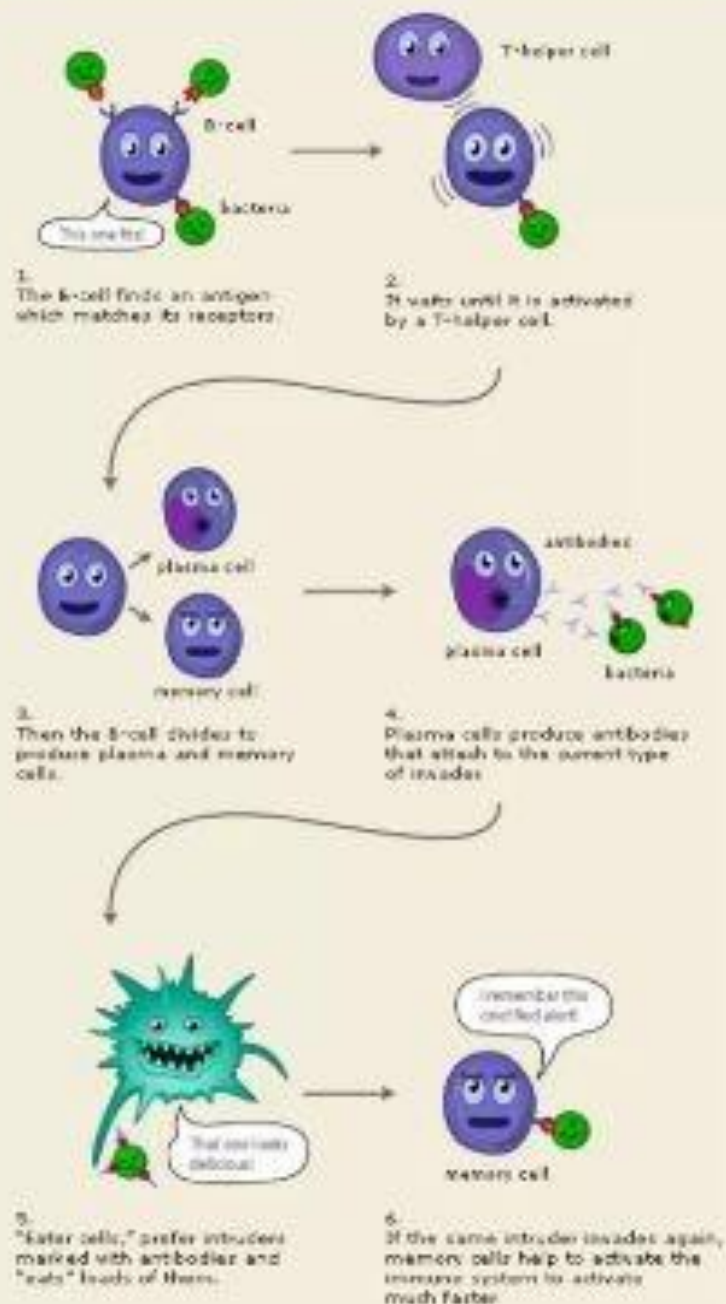 T-helper cell
B-cell
bacteria
This one fits!
1.
The B-cell finds an antigen
which matches its receptors.
2.
It waits until it is activated
by a T-helper cell.
plasma cell
memory cell
3.
Then the B-cell divides to
produce plasma and memory
cells.
antibodies
plasma cell
bacteria
4.
Plasma cells produce antibodies
that attach to the current type
of invader.
That one looks
delicious!
5.
"Eater cells," prefer intruders
marked with antibodies and
"eats" loads of them.
I remember this
one!
memory cell
6.
If the same intruder invades again,
memory cells help to activate the
immune system to activate
much faster.